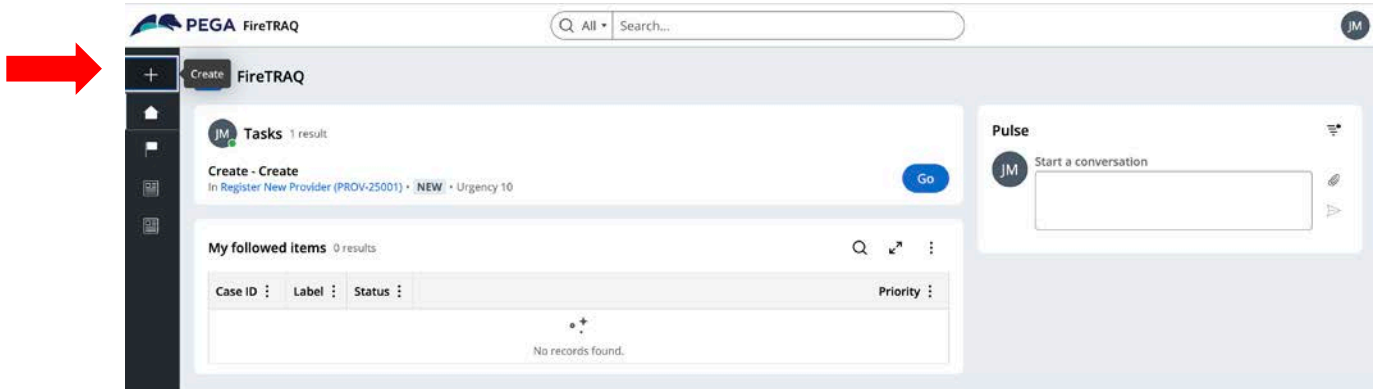 PEGA FireTRAQ
All
Search...
JM
Create
FireTRAQ
JM Tasks 1 result
Create - Create
In Register New Provider (PROV-25001) • NEW • Urgency 10
Go
My followed items 0 results
Case ID Label Status Priority
No records found.
Pulse
JM
Start a conversation